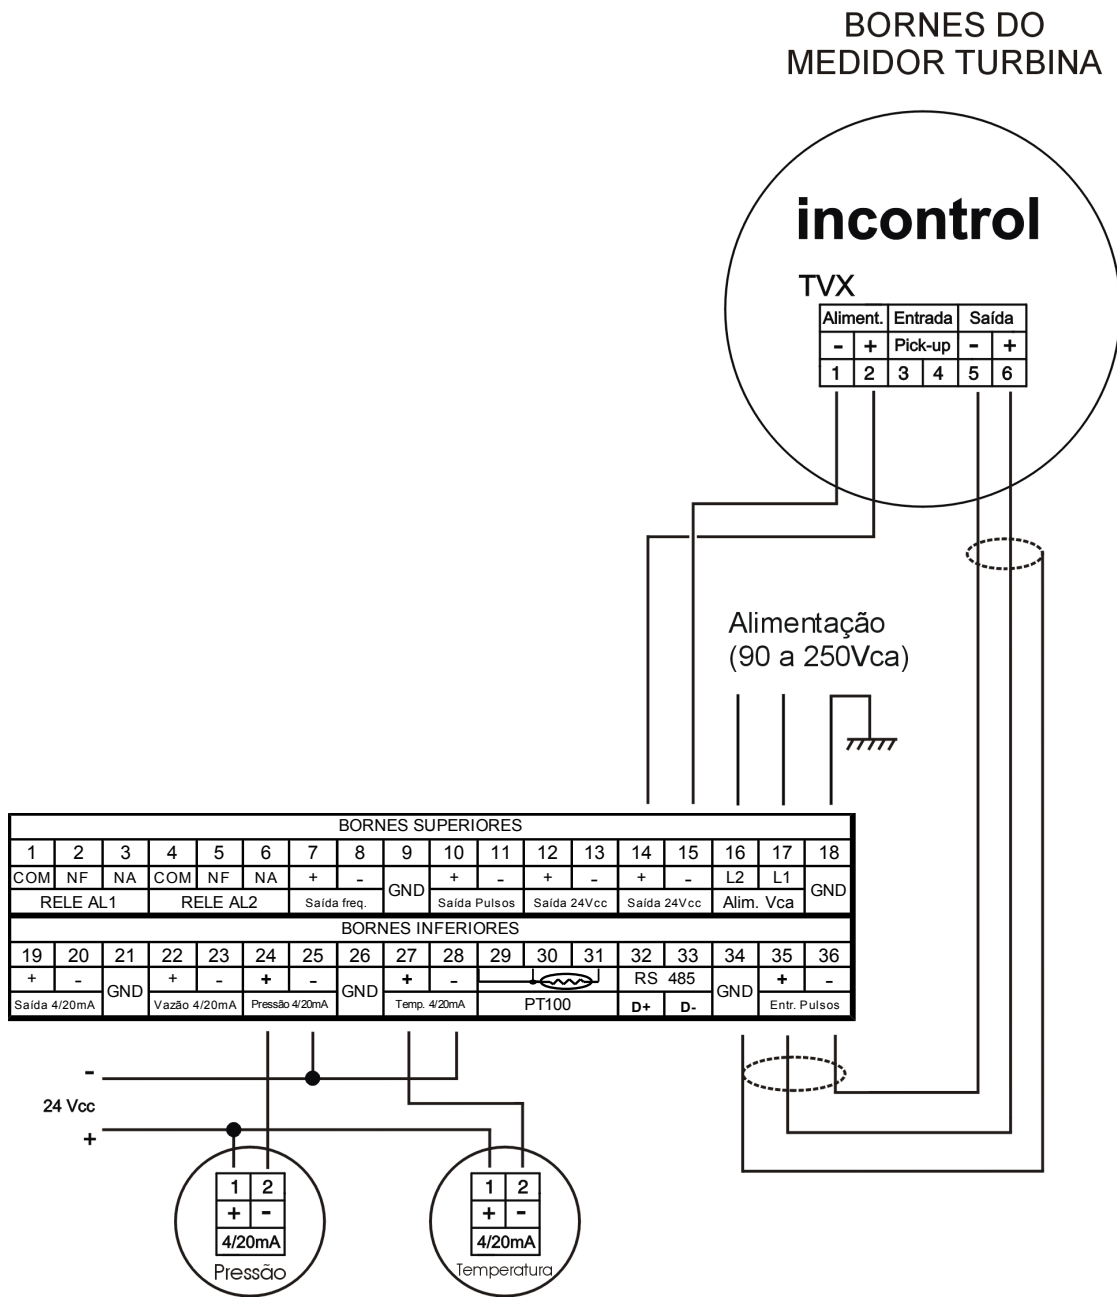 BORNES DO
MEDIDOR TURBINA
incontrol
TVX
Aliment. Entrada Saída
- + Pick-up - +
1 2 3 4 5 6
Alimentação
(90 a 250Vca)
BORNES SUPERIORES
1 2 3 4 5 6 7 8 9 10 11 12 13 14 15 16 17 18
COM NF NA COM NF NA + - GND + - + - + - L2 L1 GND
RELE AL1 RELE AL2 Saída freq. Saída Pulsos Saída 24Vcc Saída 24Vcc Alim. Vca
BORNES INFERIORES
19 20 21 22 23 24 25 26 27 28 29 30 31 32 33 34 35 36
+ - GND + - + - GND + - RS 485 GND + -
Saída 4/20mA Vazão 4/20mA Pressão 4/20mA Temp. 4/20mA PT100 D+ D- Entr. Pulsos
-
24 Vcc
+
1 2
+ -
4/20mA
Pressão
1 2
+ -
4/20mA
Temperatura